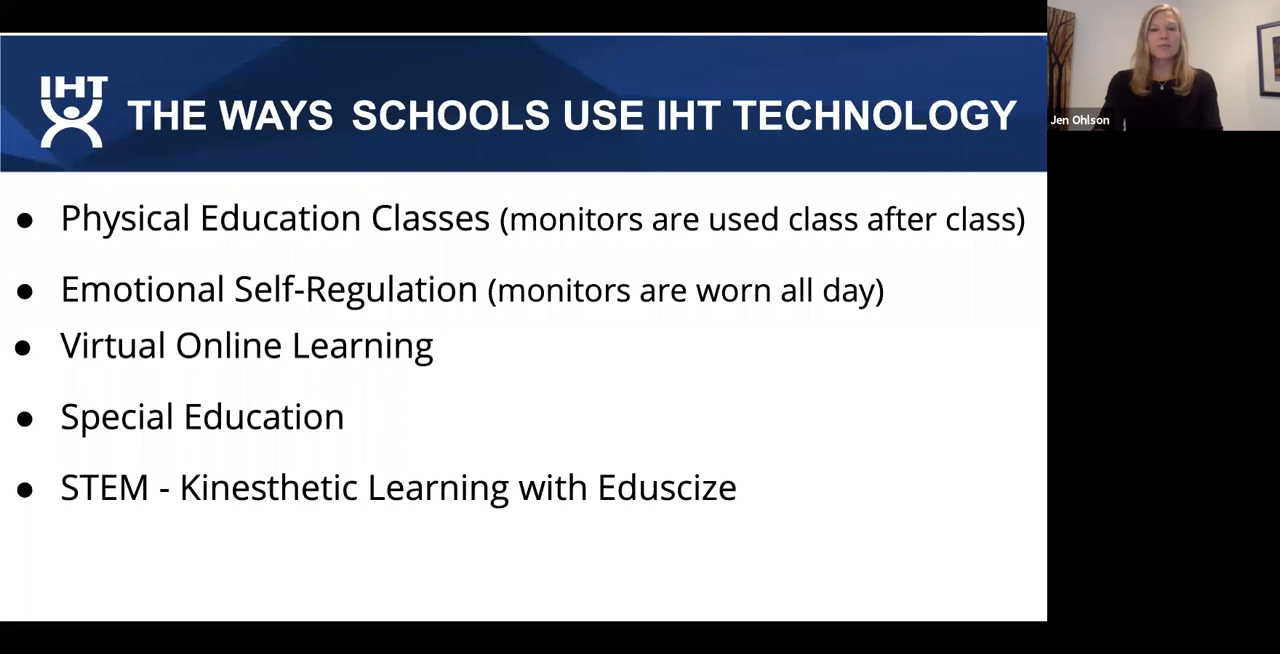 IHT
THE WAYS SCHOOLS USE IHT TECHNOLOGY
Jen Ohlson
● Physical Education Classes (monitors are used class after class)
● Emotional Self-Regulation (monitors are worn all day)
● Virtual Online Learning
● Special Education
● STEM - Kinesthetic Learning with Eduscize